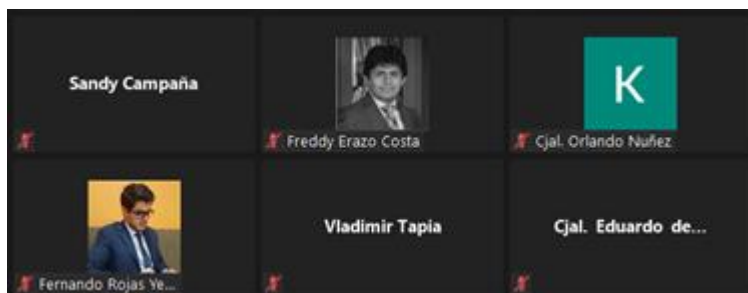 Sandy Campaña
Freddy Erazo Costa
K
Cjal. Orlando Nuñez
Fernando Rojas Ye...
Vladimir Tapia
Cjal. Eduardo de...